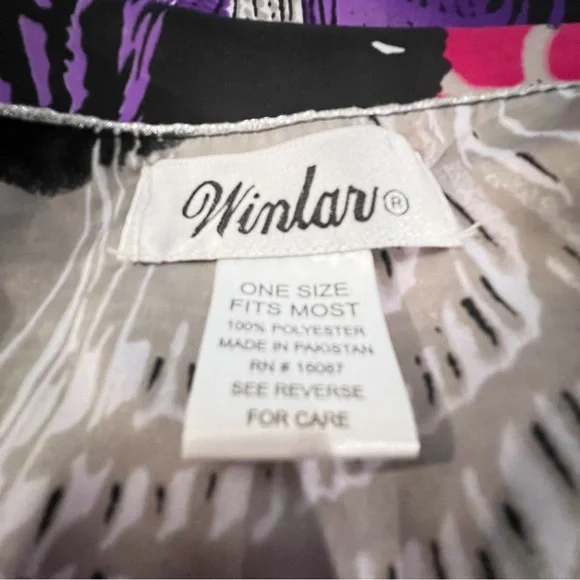 Winlar®
ONE SIZE
FITS MOST
100% POLYESTER
MADE IN PAKISTAN
RN # 16067
SEE REVERSE
FOR CARE